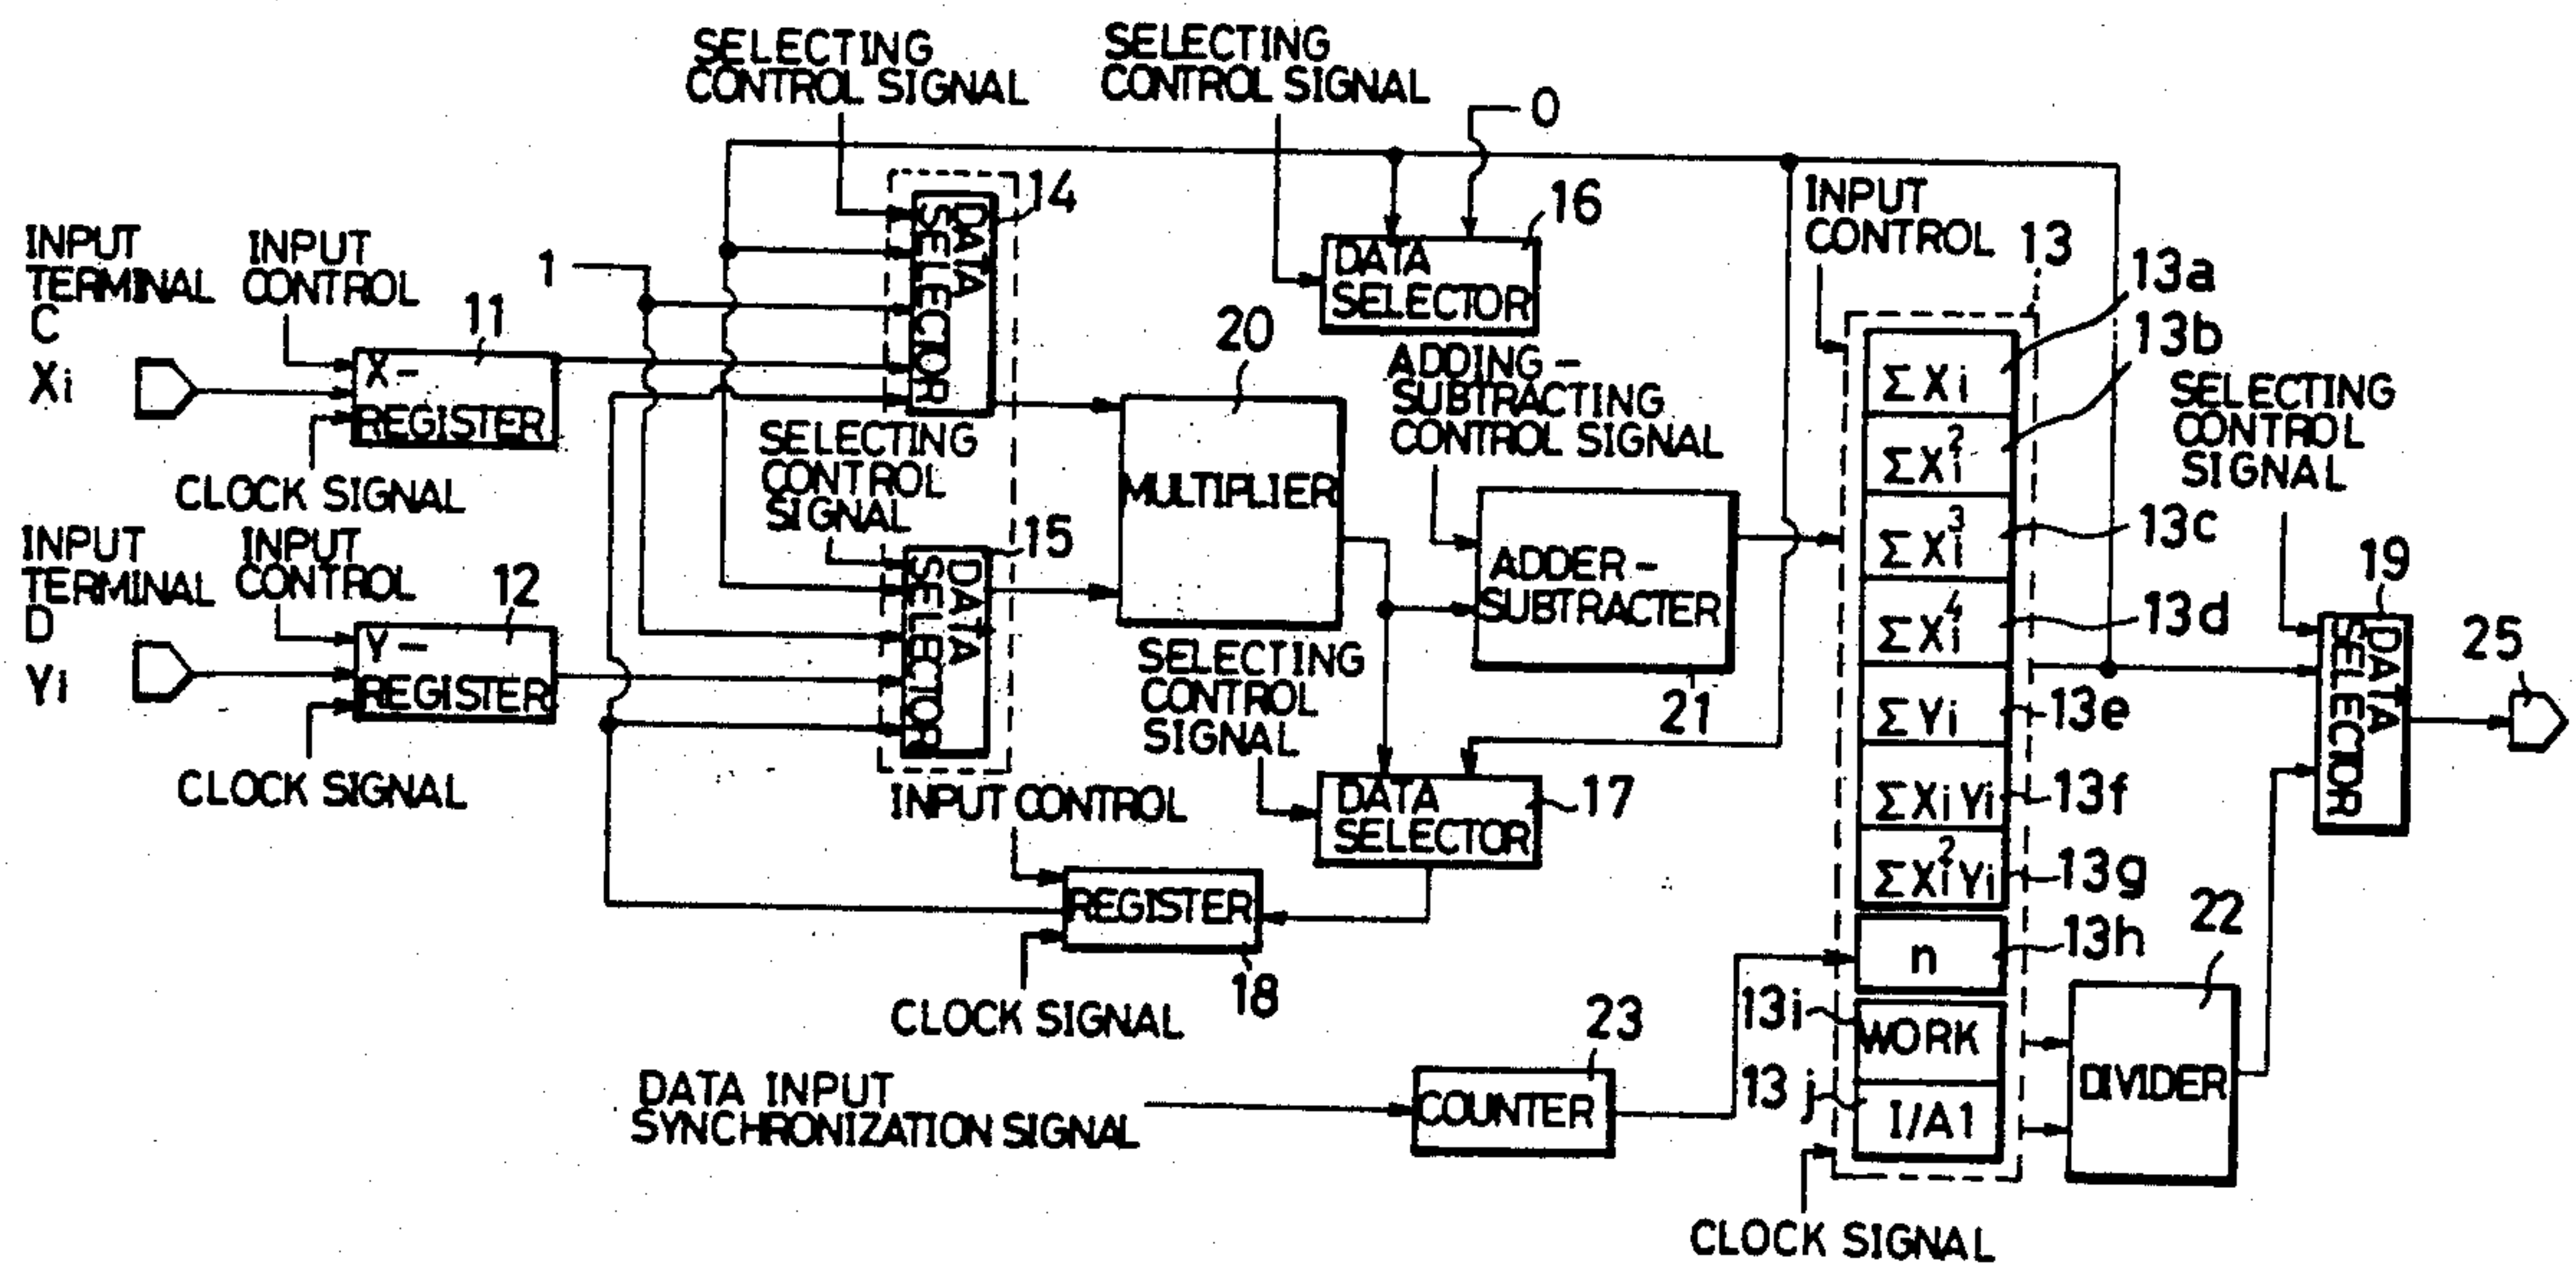 SELECTING
CONTROL SIGNAL
SELECTING
CONTROL SIGNAL
0
14
16
INPUT
CONTROL
13
13a
13b
INPUT
TERMINAL
C
Xi
INPUT
CONTROL
1
11
X-
REGISTER
CLOCK SIGNAL
DATA
SELECTOR
DATA
SELECTOR
20
MULTIPLIER
ADDING-
SUBTRACTING
CONTROL SIGNAL
SELECTING
CONTROL
SIGNAL
ΣXi
ΣXi²
ΣXi³
13c
ΣXi⁴
13d
ΣYi
13e
ΣXiYi
13f
ΣXi²Yi
13g
n
13h
13i
WORK
13j
I/A1
SELECTING
CONTROL
SIGNAL
19
DATA
SELECTOR
25
INPUT
TERMINAL
D
Yi
INPUT
CONTROL
12
Y-
REGISTER
CLOCK SIGNAL
15
DATA
SELECTOR
ADDER-
SUBTRACTER
21
SELECTING
CONTROL
SIGNAL
DATA
SELECTOR
17
INPUT CONTROL
REGISTER
18
CLOCK SIGNAL
22
DIVIDER
23
COUNTER
DATA INPUT
SYNCHRONIZATION SIGNAL
CLOCK SIGNAL